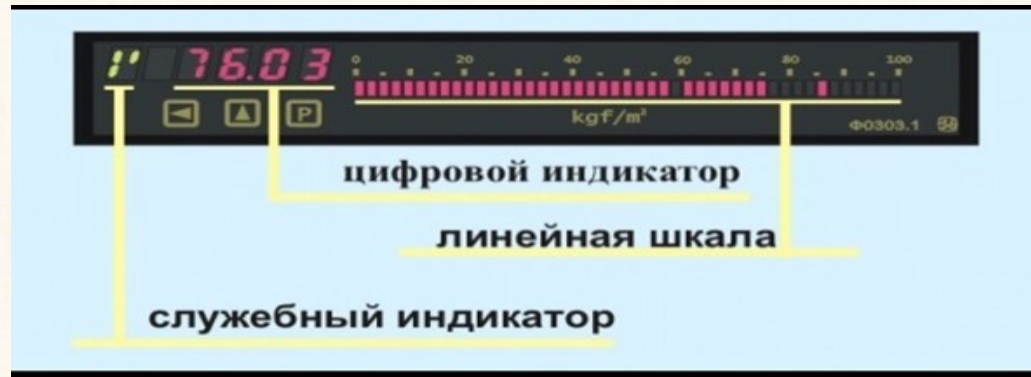 76.03
0 20 40 60 80 100
P
kgf/m²
Ф0303.1
цифровой индикатор
линейная шкала
служебный индикатор